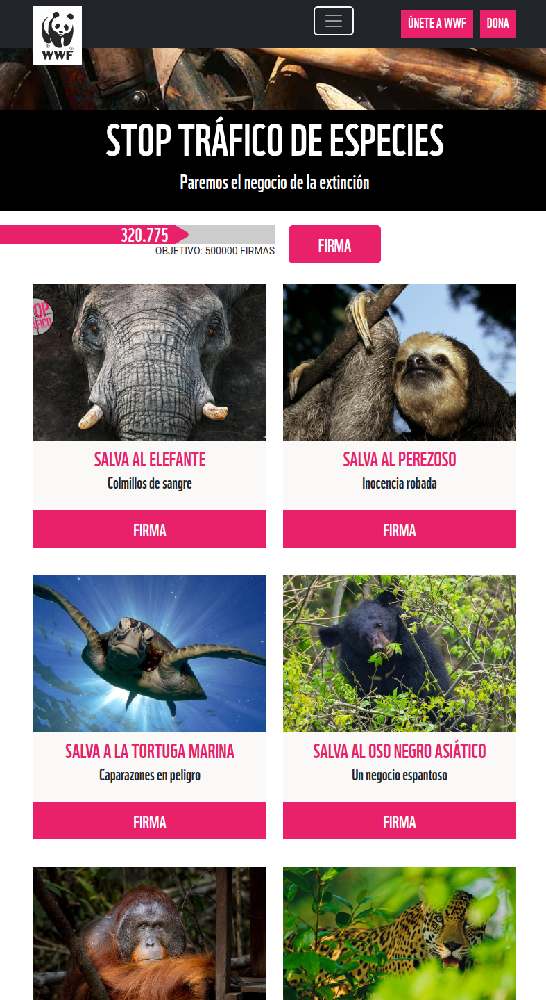 WWF
ÚNETE A WWF
DONA
STOP TRÁFICO DE ESPECIES
Paremos el negocio de la extinción
320.775
OBJETIVO: 500000 FIRMAS
FIRMA
SALVA AL ELEFANTE
Colmillos de sangre
FIRMA
SALVA AL PEREZOSO
Inocencia robada
FIRMA
SALVA A LA TORTUGA MARINA
Caparazones en peligro
FIRMA
SALVA AL OSO NEGRO ASIÁTICO
Un negocio espantoso
FIRMA